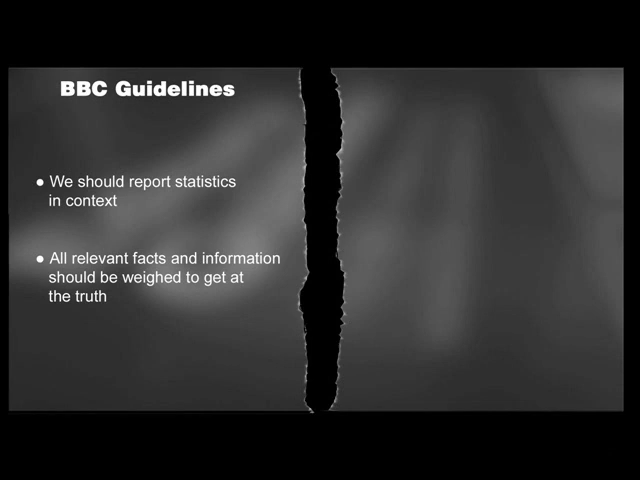 BBC Guidelines
● We should report statistics
in context
● All relevant facts and information
should be weighed to get at
the truth